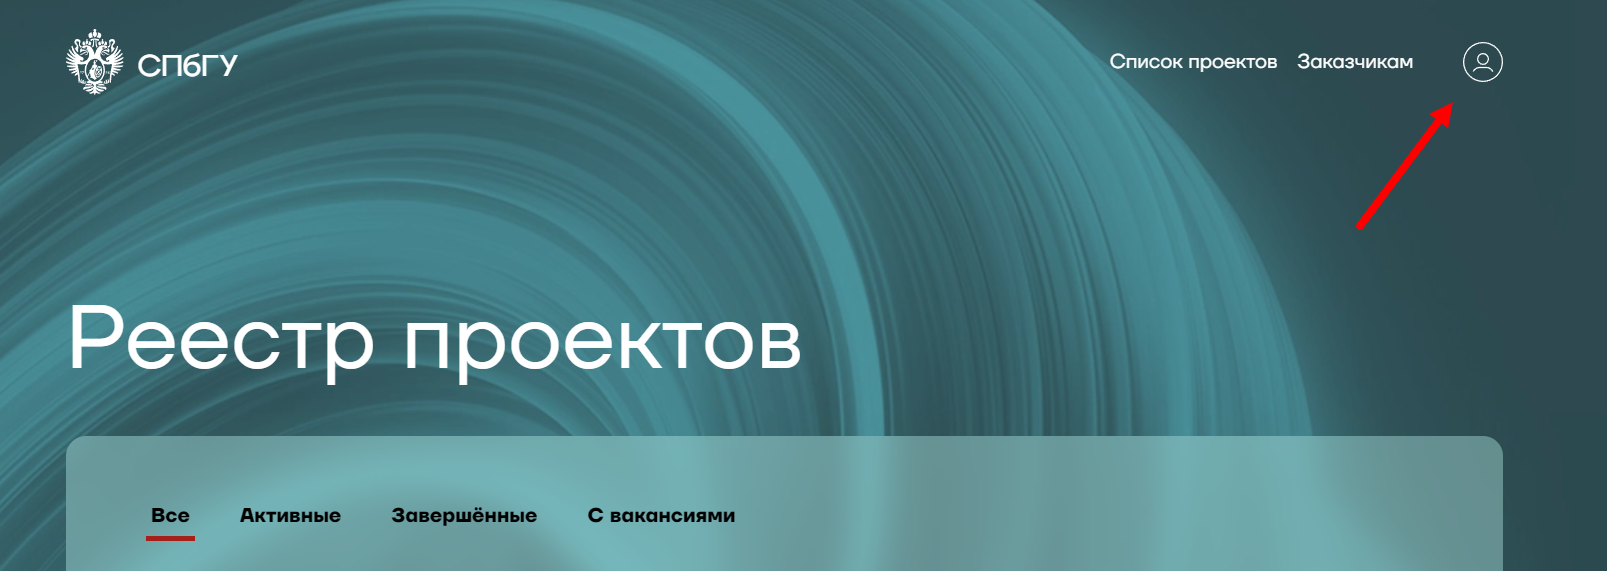 СПбГУ
Список проектов Заказчикам
Реестр проектов
Все Активные Завершённые С вакансиями